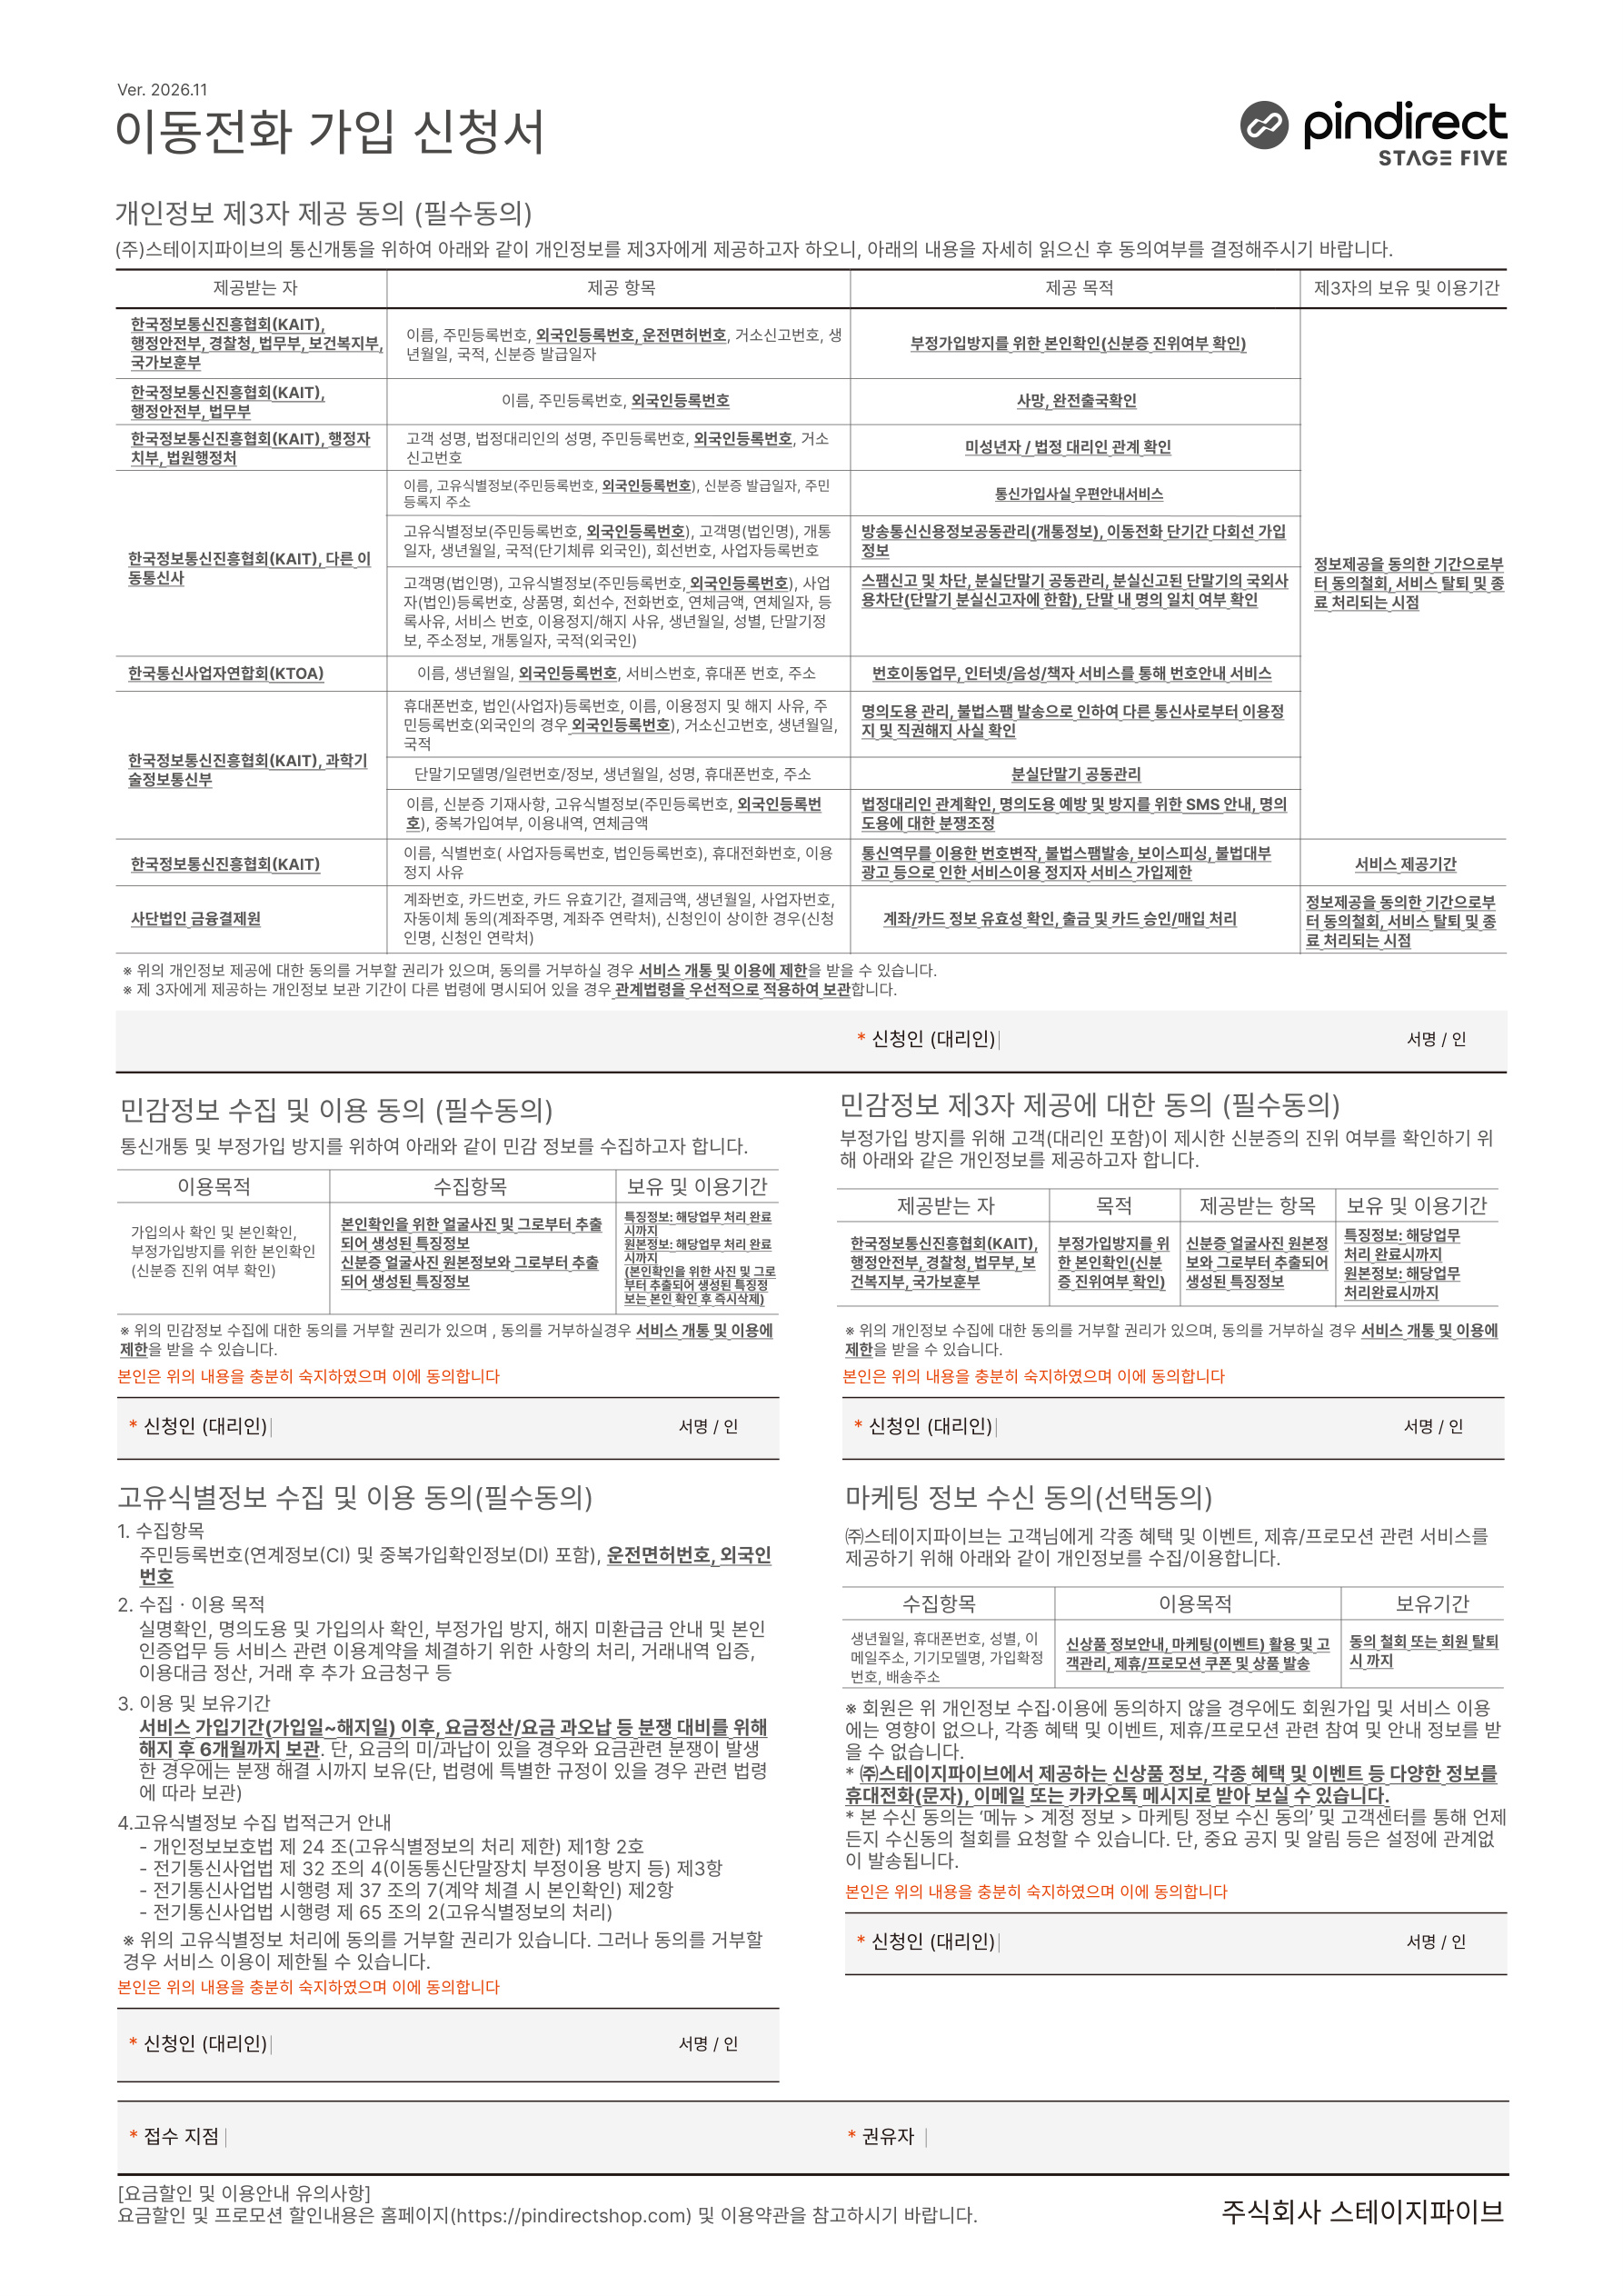 Ver. 2026.11
이동전화 가입 신청서
pindirect
STAGE FIVE
개인정보 제3자 제공 동의 (필수동의)
(주)스테이지파이브의 통신개통을 위하여 아래와 같이 개인정보를 제3자에게 제공하고자 하오니, 아래의 내용을 자세히 읽으신 후 동의여부를 결정해주시기 바랍니다.
제공받는 자
제공 항목
제공 목적
제3자의 보유 및 이용기간
한국정보통신진흥협회(KAIT),
행정안전부, 경찰청, 법무부, 보건복지부,
국가보훈부
이름, 주민등록번호, 외국인등록번호, 운전면허번호, 거소신고번호, 생
년월일, 국적, 신분증 발급일자
부정가입방지를 위한 본인확인(신분증 진위여부 확인)
한국정보통신진흥협회(KAIT),
행정안전부, 법무부
이름, 주민등록번호, 외국인등록번호
사망, 완전출국확인
한국정보통신진흥협회(KAIT), 행정자
치부, 법원행정처
고객 성명, 법정대리인의 성명, 주민등록번호, 외국인등록번호, 거소
신고번호
미성년자 / 법정 대리인 관계 확인
한국정보통신진흥협회(KAIT), 다른 이
동통신사
이름, 고유식별정보(주민등록번호, 외국인등록번호), 신분증 발급일자, 주민
등록지 주소
통신가입사실 우편안내서비스
고유식별정보(주민등록번호, 외국인등록번호), 고객명(법인명), 개통
일자, 생년월일, 국적(단기체류 외국인), 회선번호, 사업자등록번호
방송통신신용정보공동관리(개통정보), 이동전화 단기간 다회선 가입
정보
고객명(법인명), 고유식별정보(주민등록번호, 외국인등록번호), 사업
자(법인)등록번호, 상품명, 회선수, 전화번호, 연체금액, 연체일자, 등
록사유, 서비스 번호, 이용정지/해지 사유, 생년월일, 성별, 단말기정
보, 주소정보, 개통일자, 국적(외국인)
스팸신고 및 차단, 분실단말기 공동관리, 분실신고된 단말기의 국외사
용차단(단말기 분실신고자에 한함), 단말 내 명의 일치 여부 확인
정보제공을 동의한 기간으로부
터 동의철회, 서비스 탈퇴 및 종
료 처리되는 시점
한국통신사업자연합회(KTOA)
이름, 생년월일, 외국인등록번호, 서비스번호, 휴대폰 번호, 주소
번호이동업무, 인터넷/음성/책자 서비스를 통해 번호안내 서비스
한국정보통신진흥협회(KAIT), 과학기
술정보통신부
휴대폰번호, 법인(사업자)등록번호, 이름, 이용정지 및 해지 사유, 주
민등록번호(외국인의 경우 외국인등록번호), 거소신고번호, 생년월일,
국적
명의도용 관리, 불법스팸 발송으로 인하여 다른 통신사로부터 이용정
지 및 직권해지 사실 확인
단말기모델명/일련번호/정보, 생년월일, 성명, 휴대폰번호, 주소
분실단말기 공동관리
이름, 신분증 기재사항, 고유식별정보(주민등록번호, 외국인등록번
호), 중복가입여부, 이용내역, 연체금액
법정대리인 관계확인, 명의도용 예방 및 방지를 위한 SMS 안내, 명의
도용에 대한 분쟁조정
한국정보통신진흥협회(KAIT)
이름, 식별번호( 사업자등록번호, 법인등록번호), 휴대전화번호, 이용
정지 사유
통신역무를 이용한 번호변작, 불법스팸발송, 보이스피싱, 불법대부
광고 등으로 인한 서비스이용 정지자 서비스 가입제한
서비스 제공기간
사단법인 금융결제원
계좌번호, 카드번호, 카드 유효기간, 결제금액, 생년월일, 사업자번호,
자동이체 동의(계좌주명, 계좌주 연락처), 신청인이 상이한 경우(신청
인명, 신청인 연락처)
계좌/카드 정보 유효성 확인, 출금 및 카드 승인/매입 처리
정보제공을 동의한 기간으로부
터 동의철회, 서비스 탈퇴 및 종
료 처리되는 시점
※ 위의 개인정보 제공에 대한 동의를 거부할 권리가 있으며, 동의를 거부하실 경우 서비스 개통 및 이용에 제한을 받을 수 있습니다.
※ 제 3자에게 제공하는 개인정보 보관 기간이 다른 법령에 명시되어 있을 경우 관계법령을 우선적으로 적용하여 보관합니다.
* 신청인 (대리인)
서명 / 인
민감정보 수집 및 이용 동의 (필수동의)
통신개통 및 부정가입 방지를 위하여 아래와 같이 민감 정보를 수집하고자 합니다.
이용목적
수집항목
보유 및 이용기간
가입의사 확인 및 본인확인,
부정가입방지를 위한 본인확인
(신분증 진위 여부 확인)
본인확인을 위한 얼굴사진 및 그로부터 추출
되어 생성된 특징정보
신분증 얼굴사진 원본정보와 그로부터 추출
되어 생성된 특징정보
특징정보: 해당업무 처리 완료
시까지
원본정보: 해당업무 처리 완료
시까지
(본인확인을 위한 사진 및 그로
부터 추출되어 생성된 특징정
보는 본인 확인 후 즉시삭제)
※ 위의 민감정보 수집에 대한 동의를 거부할 권리가 있으며 , 동의를 거부하실경우 서비스 개통 및 이용에
제한을 받을 수 있습니다.
본인은 위의 내용을 충분히 숙지하였으며 이에 동의합니다
* 신청인 (대리인)
서명 / 인
민감정보 제3자 제공에 대한 동의 (필수동의)
부정가입 방지를 위해 고객(대리인 포함)이 제시한 신분증의 진위 여부를 확인하기 위
해 아래와 같은 개인정보를 제공하고자 합니다.
제공받는 자
목적
제공받는 항목
보유 및 이용기간
한국정보통신진흥협회(KAIT),
행정안전부, 경찰청, 법무부, 보
건복지부, 국가보훈부
부정가입방지를 위
한 본인확인(신분
증 진위여부 확인)
신분증 얼굴사진 원본정
보와 그로부터 추출되어
생성된 특징정보
특징정보: 해당업무
처리 완료시까지
원본정보: 해당업무
처리완료시까지
※ 위의 개인정보 수집에 대한 동의를 거부할 권리가 있으며, 동의를 거부하실 경우 서비스 개통 및 이용에
제한을 받을 수 있습니다.
본인은 위의 내용을 충분히 숙지하였으며 이에 동의합니다
* 신청인 (대리인)
서명 / 인
고유식별정보 수집 및 이용 동의(필수동의)
1. 수집항목
주민등록번호(연계정보(CI) 및 중복가입확인정보(DI) 포함), 운전면허번호, 외국인
번호
2. 수집 · 이용 목적
실명확인, 명의도용 및 가입의사 확인, 부정가입 방지, 해지 미환급금 안내 및 본인
인증업무 등 서비스 관련 이용계약을 체결하기 위한 사항의 처리, 거래내역 입증,
이용대금 정산, 거래 후 추가 요금청구 등
3. 이용 및 보유기간
서비스 가입기간(가입일~해지일) 이후, 요금정산/요금 과오납 등 분쟁 대비를 위해
해지 후 6개월까지 보관. 단, 요금의 미/과납이 있을 경우와 요금관련 분쟁이 발생
한 경우에는 분쟁 해결 시까지 보유(단, 법령에 특별한 규정이 있을 경우 관련 법령
에 따라 보관)
4.고유식별정보 수집 법적근거 안내
- 개인정보보호법 제 24 조(고유식별정보의 처리 제한) 제1항 2호
- 전기통신사업법 제 32 조의 4(이동통신단말장치 부정이용 방지 등) 제3항
- 전기통신사업법 시행령 제 37 조의 7(계약 체결 시 본인확인) 제2항
- 전기통신사업법 시행령 제 65 조의 2(고유식별정보의 처리)
※ 위의 고유식별정보 처리에 동의를 거부할 권리가 있습니다. 그러나 동의를 거부할
경우 서비스 이용이 제한될 수 있습니다.
본인은 위의 내용을 충분히 숙지하였으며 이에 동의합니다
* 신청인 (대리인)
서명 / 인
마케팅 정보 수신 동의(선택동의)
㈜스테이지파이브는 고객님에게 각종 혜택 및 이벤트, 제휴/프로모션 관련 서비스를
제공하기 위해 아래와 같이 개인정보를 수집/이용합니다.
수집항목
이용목적
보유기간
생년월일, 휴대폰번호, 성별, 이
메일주소, 기기모델명, 가입확정
번호, 배송주소
신상품 정보안내, 마케팅(이벤트) 활용 및 고
객관리, 제휴/프로모션 쿠폰 및 상품 발송
동의 철회 또는 회원 탈퇴
시 까지
※ 회원은 위 개인정보 수집·이용에 동의하지 않을 경우에도 회원가입 및 서비스 이용
에는 영향이 없으나, 각종 혜택 및 이벤트, 제휴/프로모션 관련 참여 및 안내 정보를 받
을 수 없습니다.
* ㈜스테이지파이브에서 제공하는 신상품 정보, 각종 혜택 및 이벤트 등 다양한 정보를
휴대전화(문자), 이메일 또는 카카오톡 메시지로 받아 보실 수 있습니다.
* 본 수신 동의는 ‘메뉴 > 계정 정보 > 마케팅 정보 수신 동의’ 및 고객센터를 통해 언제
든지 수신동의 철회를 요청할 수 있습니다. 단, 중요 공지 및 알림 등은 설정에 관계없
이 발송됩니다.
본인은 위의 내용을 충분히 숙지하였으며 이에 동의합니다
* 신청인 (대리인)
서명 / 인
* 접수 지점
* 권유자
[요금할인 및 이용안내 유의사항]
요금할인 및 프로모션 할인내용은 홈페이지(https://pindirectshop.com) 및 이용약관을 참고하시기 바랍니다.
주식회사 스테이지파이브